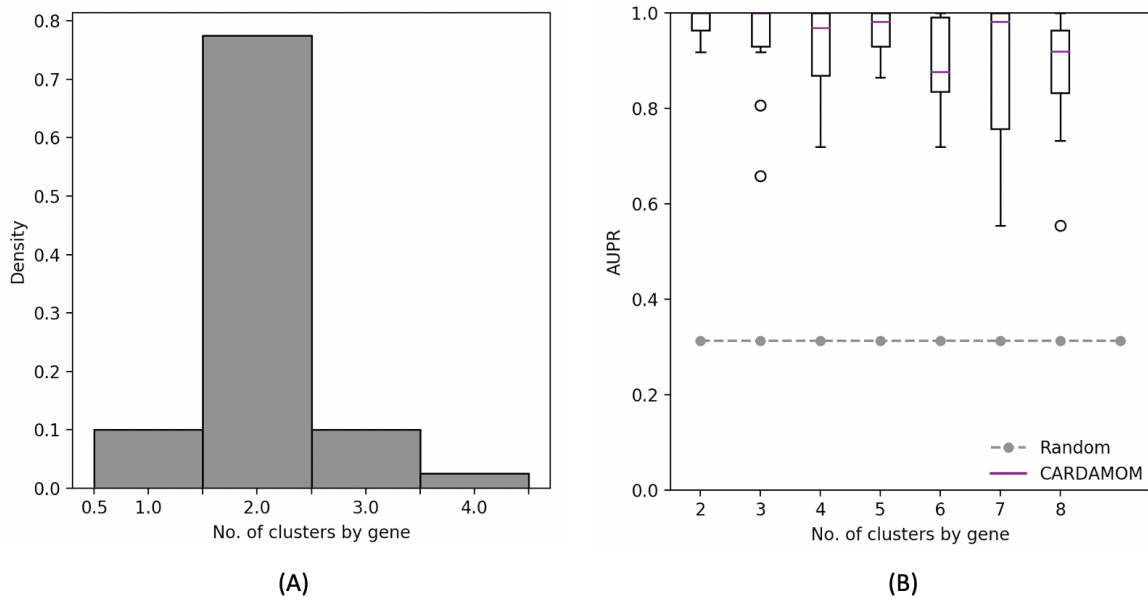 0.8
0.7
0.6
0.5
0.4
0.3
0.2
0.1
0.0
Density
0.5 1.0 2.0 3.0 4.0
No. of clusters by gene
(A)
1.0
0.8
0.6
0.4
0.2
0.0
AUPR
Random
CARDAMOM
2 3 4 5 6 7 8
No. of clusters by gene
(B)